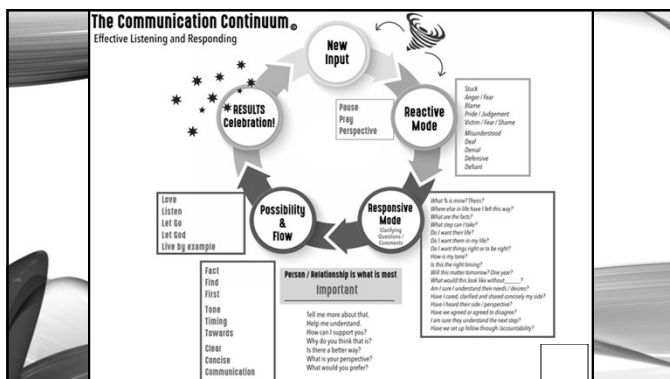 The Communication Continuum
Effective Listening and Responding
New
Input
RESULTS
Celebration!
Pause
Pray
Perspective
Reactive
Mode
Stuck
Anger / Fear
Blame
Pride / Judgement
Victim / Fear / Shame
Misunderstood
Deaf
Denial
Defensive
Defiant
Love
Listen
Let Go
Let God
Live by example
Possibility
&
Flow
Responsive
Mode
Clarifying
Questions /
Comments
What % is mine? Theirs?
Where else in life have I felt this way?
What are the facts?
What step can I take?
Do I want their life?
Do I want them in my life?
Do I want things right or to be right?
How is my tone?
Is this the right timing?
Will this matter tomorrow? One year?
What would this look like without_____?
Am I sure I understand their needs / desires?
Have I cared, clarified and shared concisely my side?
Have I heard their side / perspective?
Have we agreed or agreed to disagree?
I am sure they understand the next step?
Have we set up follow through /accountability?
Fact
Find
First
Tone
Timing
Towards
Clear
Concise
Communication
Person / Relationship is what is most
Important
Tell me more about that.
Help me understand.
How can I support you?
Why do you think that is?
Is there a better way?
What is your perspective?
What would you prefer?